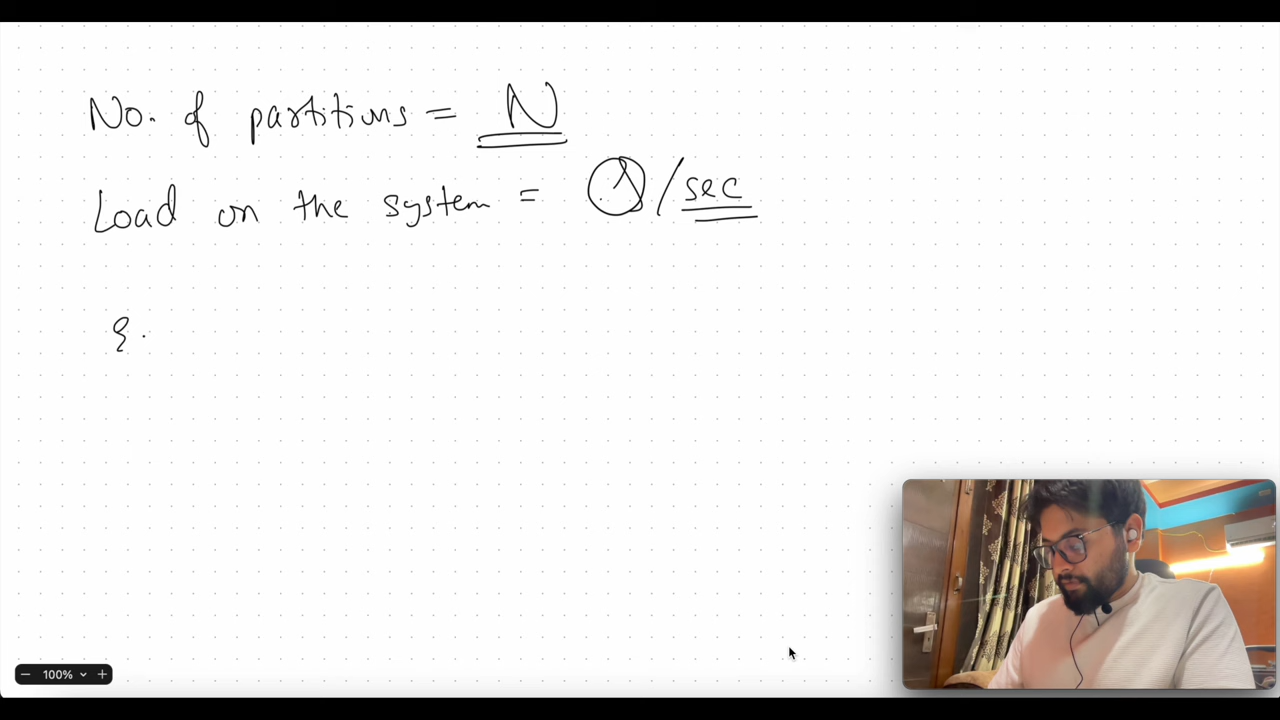 No. of partitions = N
Load on the system = λ /sec
100%